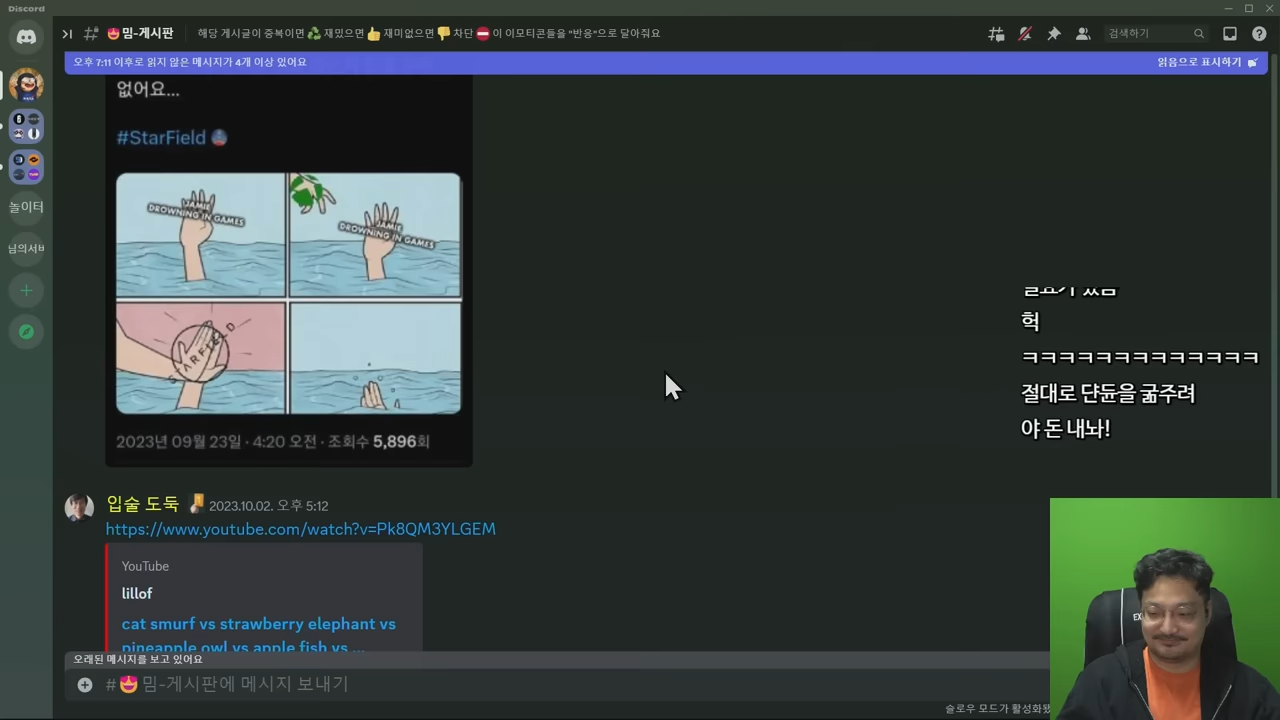 Discord
밈-게시판
해당 게시글이 중복이면 재밌으면 재미없으면 차단 이 이모티콘들을 "반응"으로 달아줘요
검색하기
오후 7:11 이후로 읽지 않은 메시지가 4개 이상 있어요
읽음으로 표시하기
없어요...
#StarField
JAMIE
DROWNING IN GAMES
JAMIE
DROWNING IN GAMES
STARFIELD
2023년 09월 23일 · 4:20 오전 · 조회수 5,896회
놀이터
님의서버
필요가 있음
헉
ㅋㅋㅋㅋㅋㅋㅋㅋㅋㅋㅋㅋㅋ
절대로 댠듄을 굶주려
야 돈 내놔!
입술 도둑 2023.10.02. 오후 5:12
https://www.youtube.com/watch?v=Pk8QM3YLGEM
YouTube
lillof
cat smurf vs strawberry elephant vs
pineapple owl vs apple fish vs ...
오래된 메시지를 보고 있어요
#밈-게시판에 메시지 보내기
슬로우 모드가 활성화됐